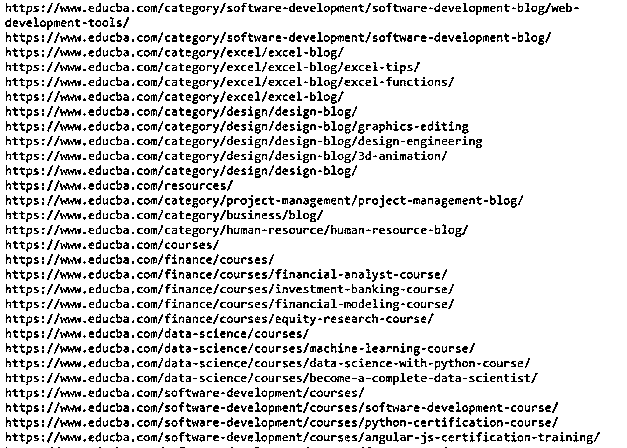 https://www.educba.com/category/software-development/software-development-blog/web-
development-tools/
https://www.educba.com/category/software-development/software-development-blog/
https://www.educba.com/category/excel/excel-blog/
https://www.educba.com/category/excel/excel-blog/excel-tips/
https://www.educba.com/category/excel/excel-blog/excel-functions/
https://www.educba.com/category/excel/excel-blog/
https://www.educba.com/category/design/design-blog/
https://www.educba.com/category/design/design-blog/graphics-editing
https://www.educba.com/category/design/design-blog/design-engineering
https://www.educba.com/category/design/design-blog/3d-animation/
https://www.educba.com/category/design/design-blog/
https://www.educba.com/resources/
https://www.educba.com/category/project-management/project-management-blog/
https://www.educba.com/category/business/blog/
https://www.educba.com/category/human-resource/human-resource-blog/
https://www.educba.com/courses/
https://www.educba.com/finance/courses/
https://www.educba.com/finance/courses/financial-analyst-course/
https://www.educba.com/finance/courses/investment-banking-course/
https://www.educba.com/finance/courses/financial-modeling-course/
https://www.educba.com/finance/courses/equity-research-course/
https://www.educba.com/data-science/courses/
https://www.educba.com/data-science/courses/machine-learning-course/
https://www.educba.com/data-science/courses/data-science-with-python-course/
https://www.educba.com/data-science/courses/become-a-complete-data-scientist/
https://www.educba.com/software-development/courses/
https://www.educba.com/software-development/courses/software-development-course/
https://www.educba.com/software-development/courses/python-certification-course/
https://www.educba.com/software-development/courses/angular-js-certification-training/